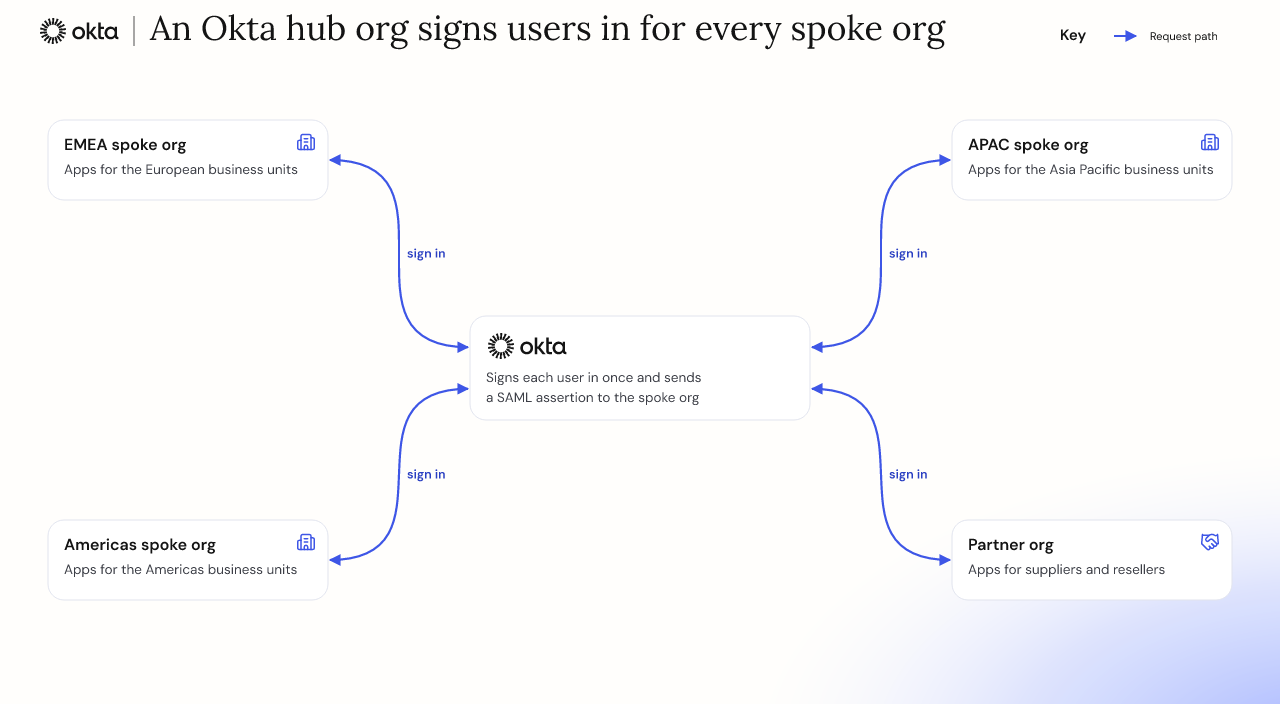 okta
An Okta hub org signs users in for every spoke org
Key
Request path
EMEA spoke org
Apps for the European business units
APAC spoke org
Apps for the Asia Pacific business units
sign in
sign in
okta
Signs each user in once and sends
a SAML assertion to the spoke org
sign in
sign in
Americas spoke org
Apps for the Americas business units
Partner org
Apps for suppliers and resellers